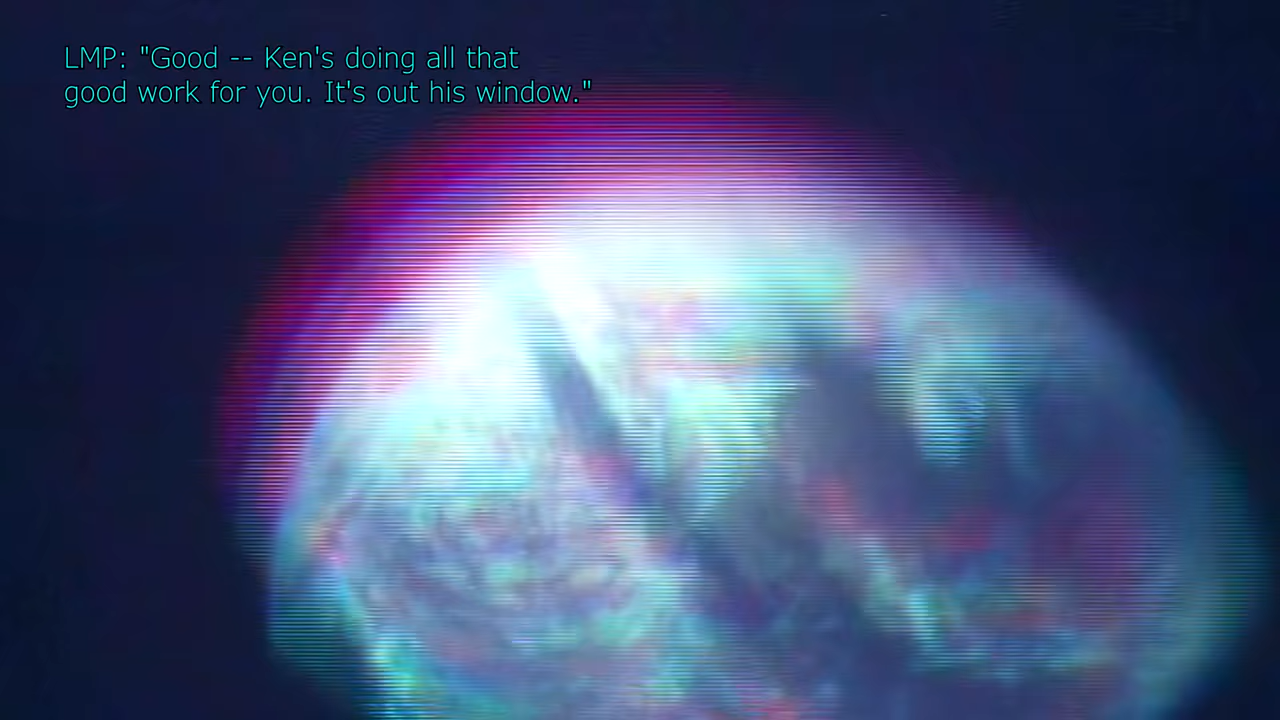 LMP: "Good -- Ken's doing all that
good work for you. It's out his window."